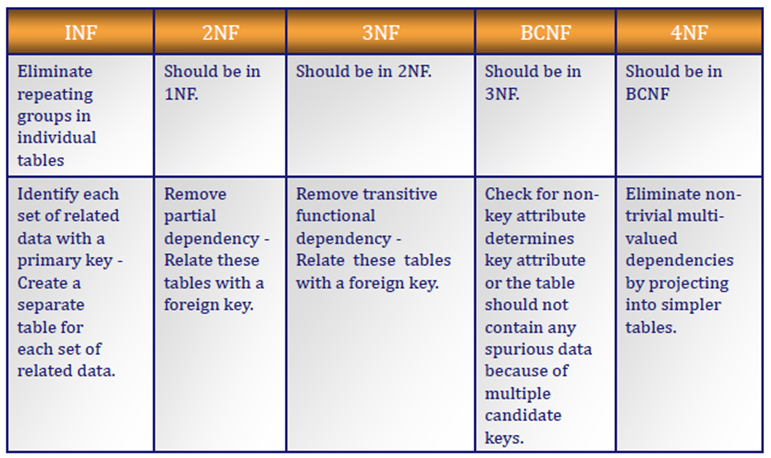 INF
2NF
3NF
BCNF
4NF
Eliminate
repeating
groups in
individual
tables
Should be in
1NF.
Should be in 2NF.
Should be in
3NF.
Should be in
BCNF
Identify each
set of related
data with a
primary key -
Create a
separate
table for
each set of
related data.
Remove
partial
dependency -
Relate these
tables with a
foreign key.
Remove transitive
functional
dependency -
Relate these tables
with a foreign key.
Check for non-
key attribute
determines
key attribute
or the table
should not
contain any
spurious data
because of
multiple
candidate
keys.
Eliminate non-
trivial multi-
valued
dependencies
by projecting
into simpler
tables.